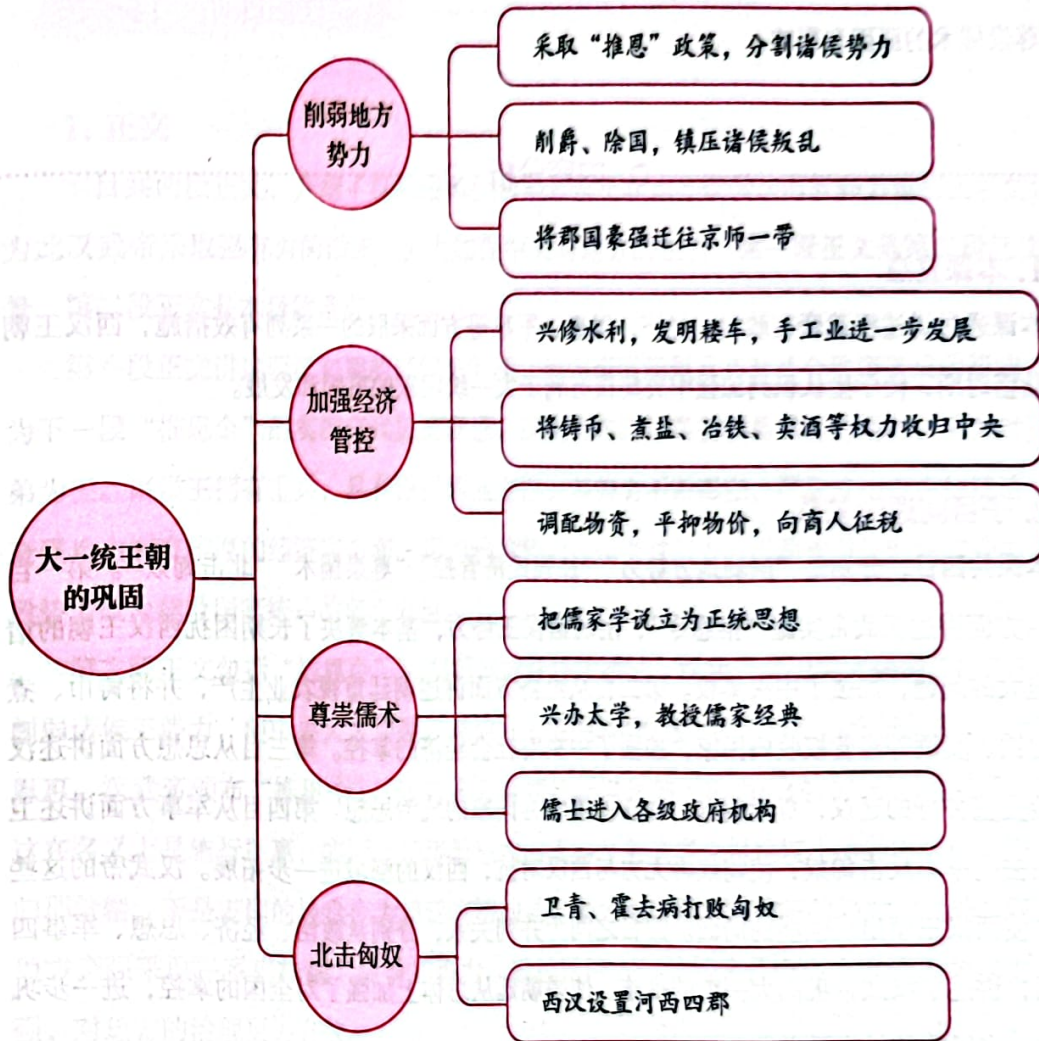 大一统王朝
的巩固
削弱地方
势力
采取“推恩”政策，分割诸侯势力
削爵、除国，镇压诸侯叛乱
将郡国豪强迁往京师一带
加强经济
管控
兴修水利，发明耧车，手工业进一步发展
将铸币、煮盐、冶铁、卖酒等权力收归中央
调配物资，平抑物价，向商人征税
尊崇儒术
把儒家学说立为正统思想
兴办太学，教授儒家经典
儒士进入各级政府机构
北击匈奴
卫青、霍去病打败匈奴
西汉设置河西四郡